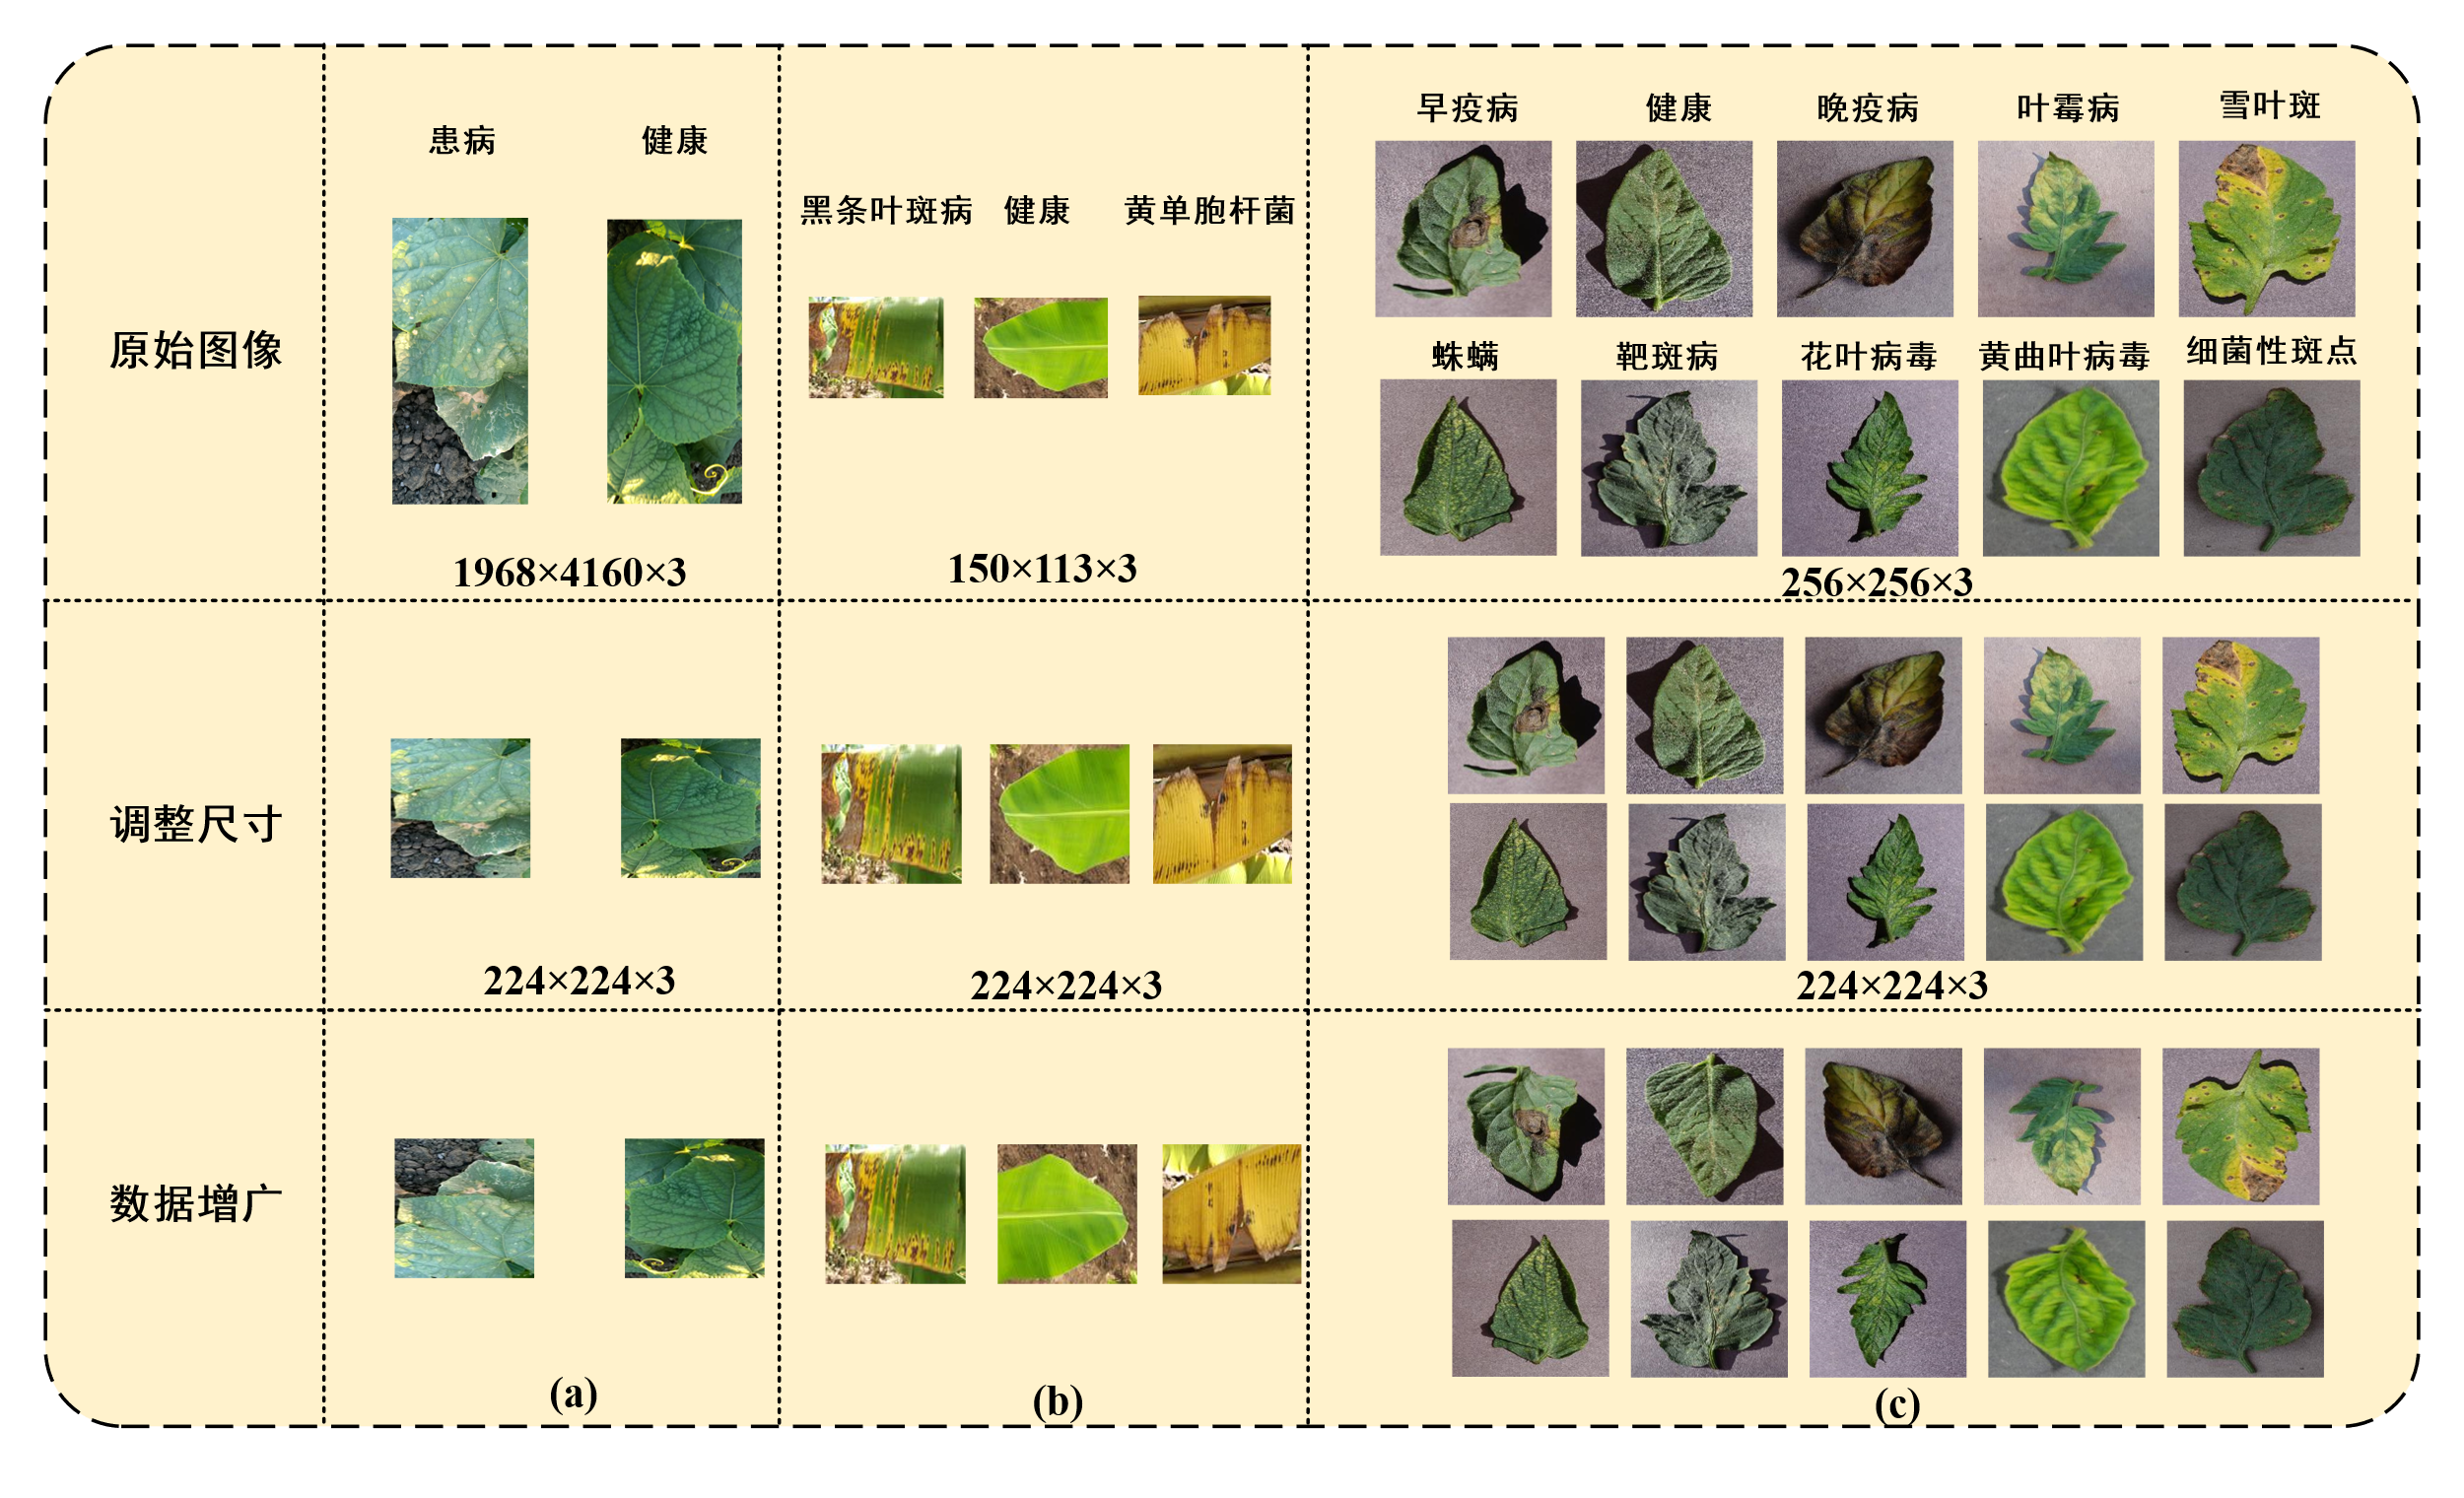 患病 健康
黑条叶斑病 健康 黄单胞杆菌
早疫病 健康 晚疫病 叶霉病 雪叶斑
蛛螨 靶斑病 花叶病毒 黄曲叶病毒 细菌性斑点
原始图像
1968×4160×3
150×113×3
256×256×3
调整尺寸
224×224×3
224×224×3
224×224×3
数据增广
(a)
(b)
(c)